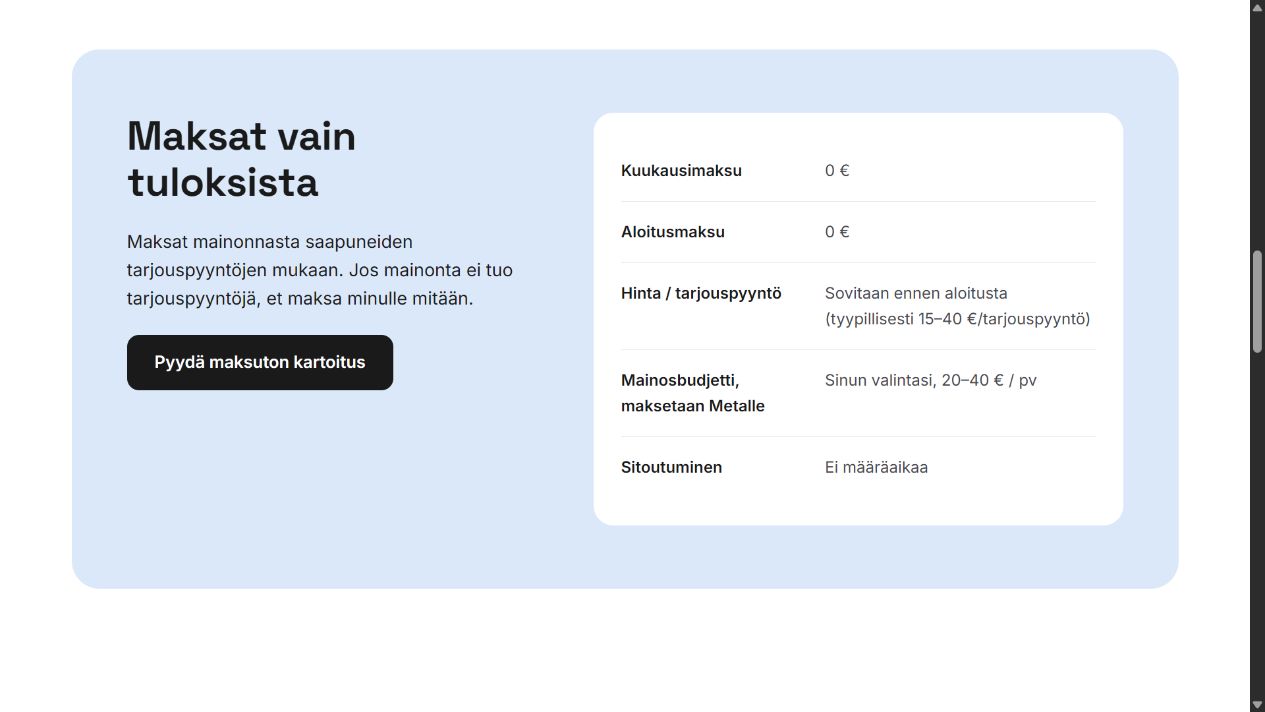 Maksat vain
tuloksista
Maksat mainonnasta saapuneiden
tarjouspyyntöjen mukaan. Jos mainonta ei tuo
tarjouspyyntöjä, et maksa minulle mitään.
Pyydä maksuton kartoitus
Kuukausimaksu 0 €
Aloitusmaksu 0 €
Hinta / tarjouspyyntö Sovitaan ennen aloitusta
(tyypillisesti 15–40 €/tarjouspyyntö)
Mainosbudjetti, Sinun valintasi, 20–40 € / pv
maksetaan Metalle
Sitoutuminen Ei määräaikaa